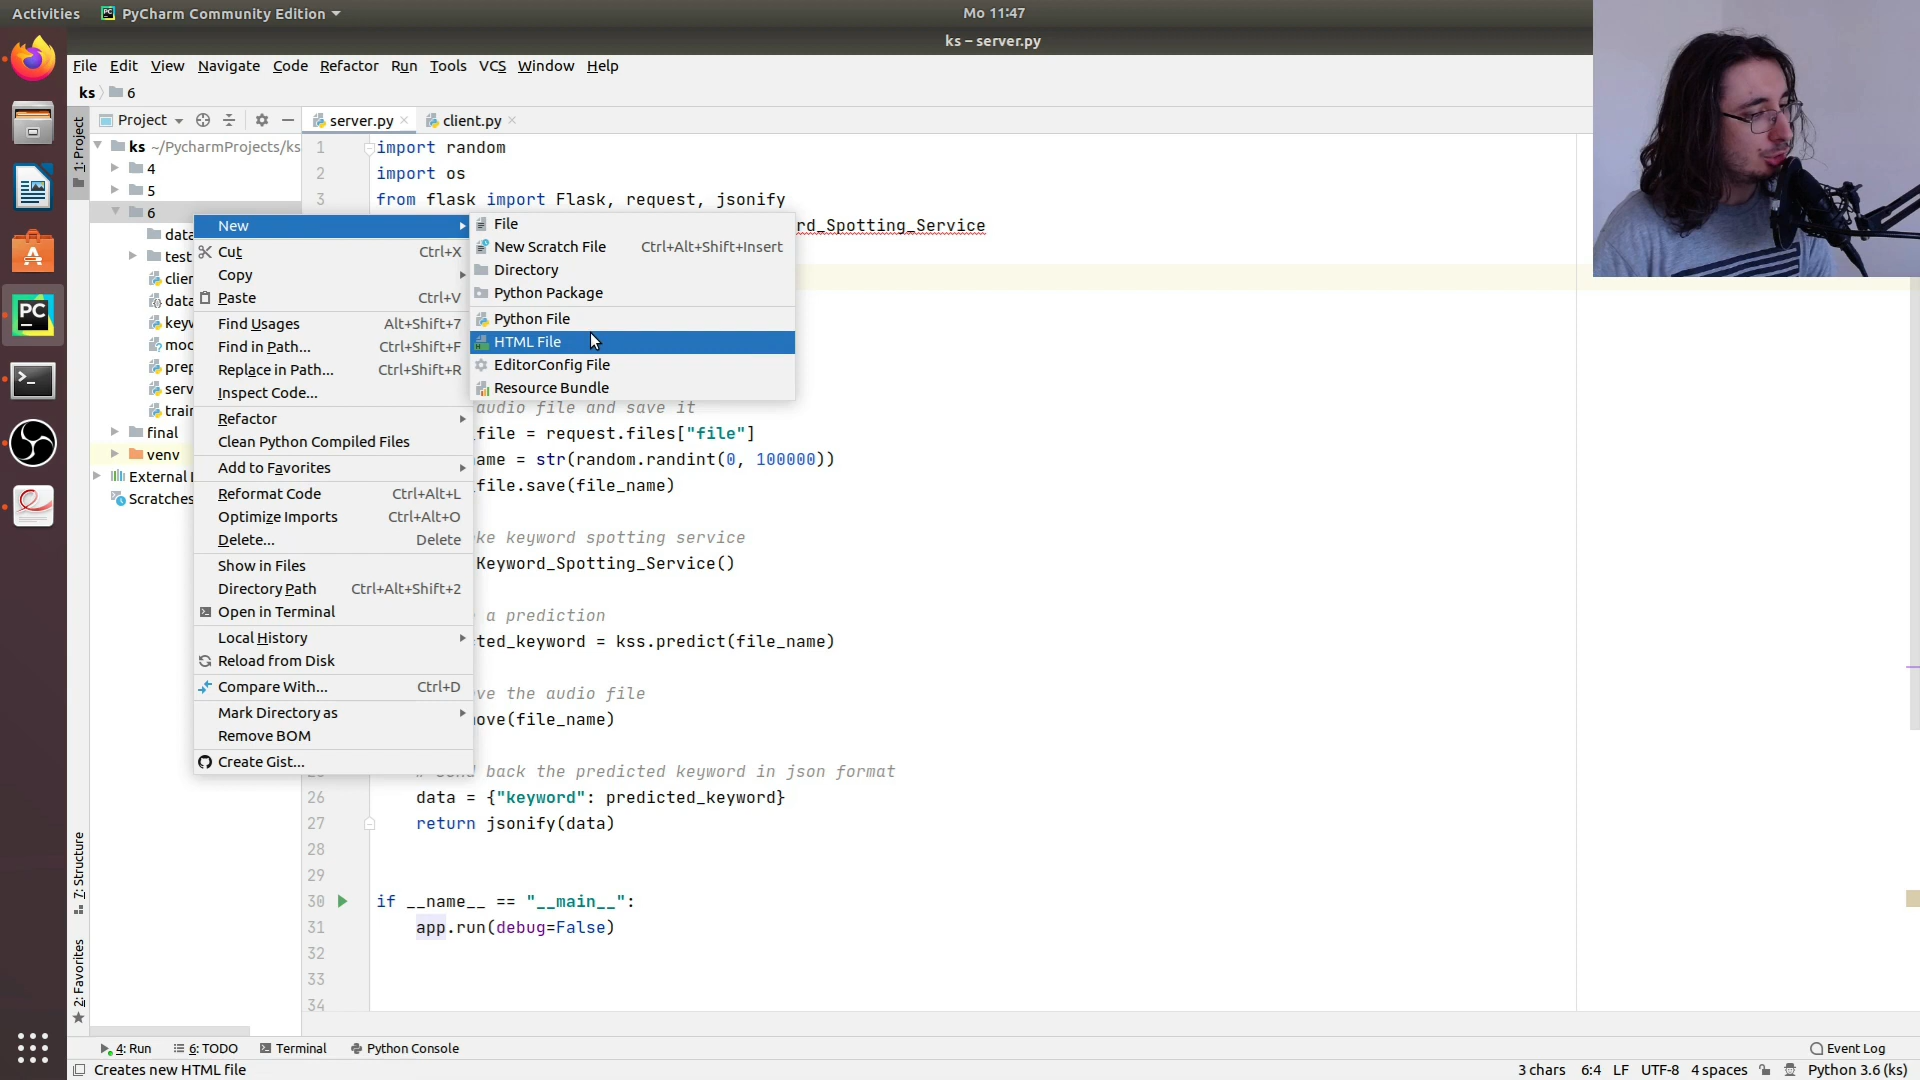 Activities
PyCharm Community Edition
Mo 11:47
ks – server.py
File Edit View Navigate Code Refactor Run Tools VCS Window Help
ks 6
Project
server.py
client.py
1: Project
ks ~/PycharmProjects/ks
4
5
6
data
test
clien
data
keyw
moc
prep
serv
train
final
venv
External L
Scratches
New
Cut Ctrl+X
Copy
Paste Ctrl+V
Find Usages Alt+Shift+7
Find in Path... Ctrl+Shift+F
Replace in Path... Ctrl+Shift+R
Inspect Code...
Refactor
Clean Python Compiled Files
Add to Favorites
Reformat Code Ctrl+Alt+L
Optimize Imports Ctrl+Alt+O
Delete... Delete
Show in Files
Directory Path Ctrl+Alt+Shift+2
Open in Terminal
Local History
Reload from Disk
Compare With... Ctrl+D
Mark Directory as
Remove BOM
Create Gist...
File
New Scratch File Ctrl+Alt+Shift+Insert
Directory
Python Package
Python File
HTML File
EditorConfig File
Resource Bundle
1 import random
2 import os
3 from flask import Flask, request, jsonify
rd_Spotting_Service
audio file and save it
_file = request.files["file"]
ame = str(random.randint(0, 100000))
_file.save(file_name)
ke keyword spotting service
Keyword_Spotting_Service()
a prediction
ted_keyword = kss.predict(file_name)
ve the audio file
ove(file_name)
back the predicted keyword in json format
26 data = {"keyword": predicted_keyword}
27 return jsonify(data)
28
29
30 if __name__ == "__main__":
31 app.run(debug=False)
32
33
34
7: Structure
2: Favorites
4: Run
6: TODO
Terminal
Python Console
Event Log
Creates new HTML file
3 chars 6:4 LF UTF-8 4 spaces Python 3.6 (ks)